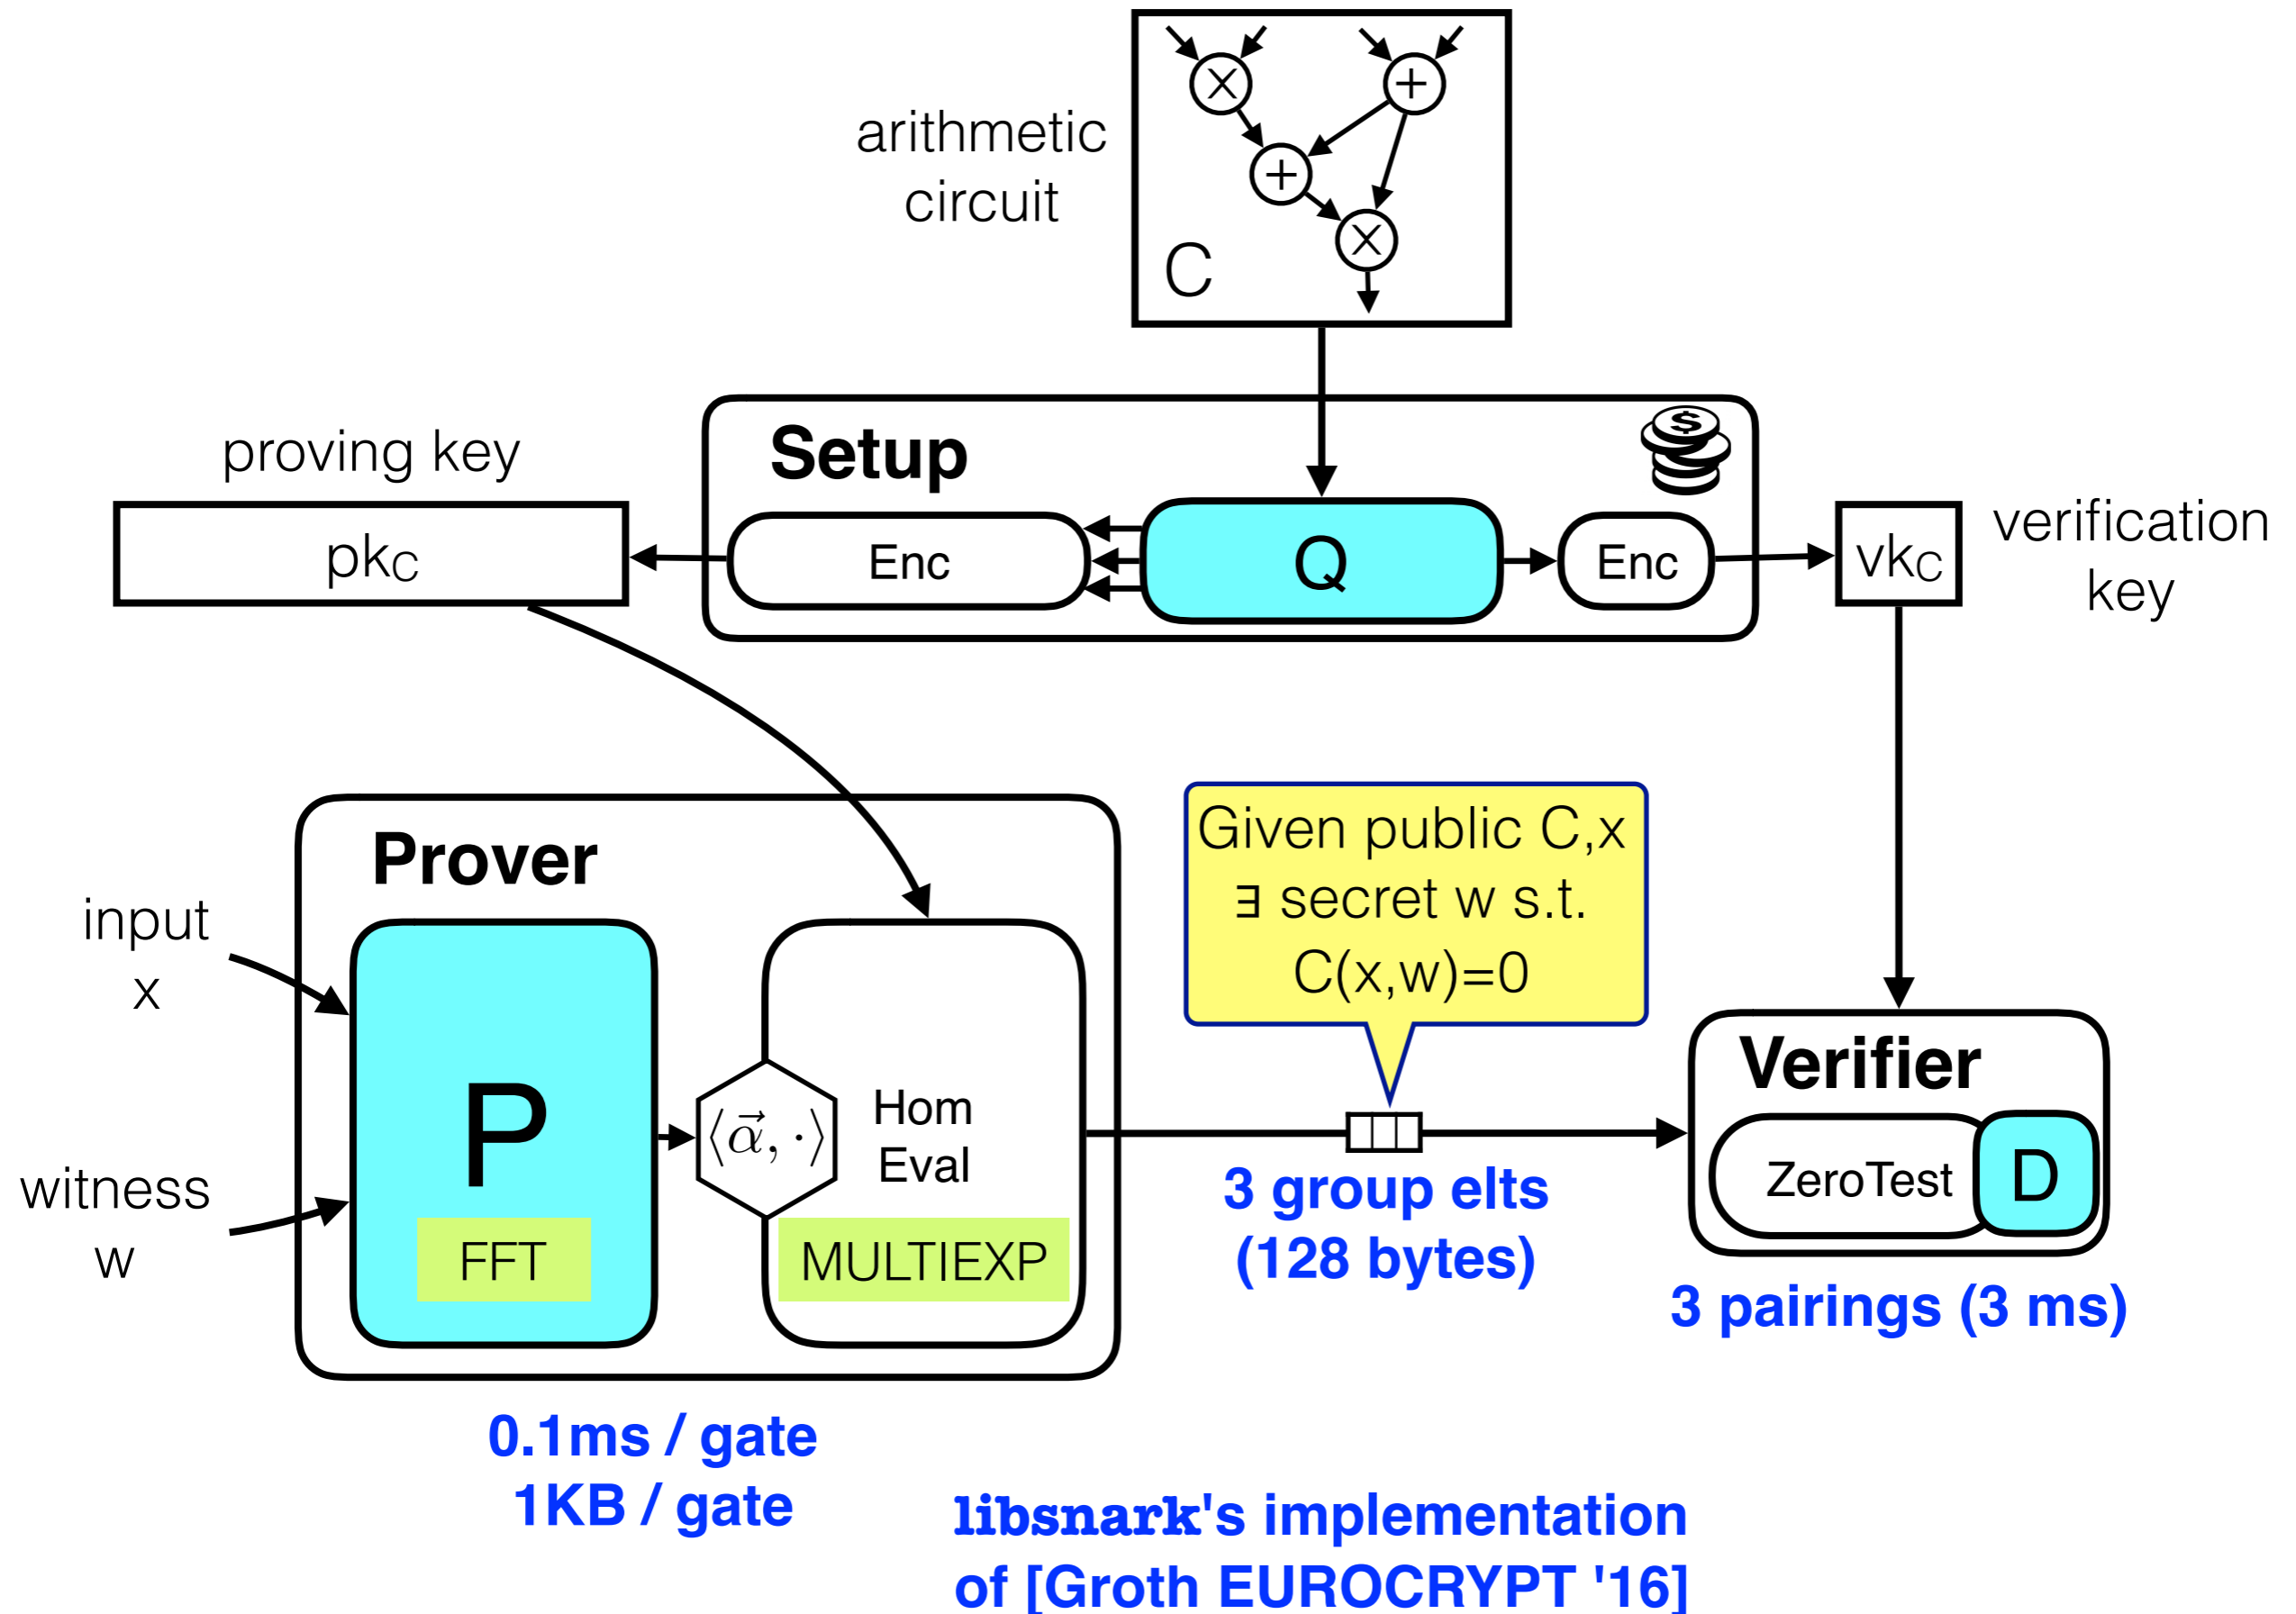 arithmetic
circuit
X
+
+
X
C
proving key
pkC
Setup
$
Enc
Q
Enc
vkC
verification
key
Prover
input
x
witness
w
P
FFT
⟨α⃗, ·⟩
Hom
Eval
MULTIEXP
Given public C,x
∃ secret w s.t.
C(x,w)=0
3 group elts
(128 bytes)
Verifier
ZeroTest
D
3 pairings (3 ms)
0.1ms / gate
1KB / gate
libsnark's implementation
of [Groth EUROCRYPT '16]